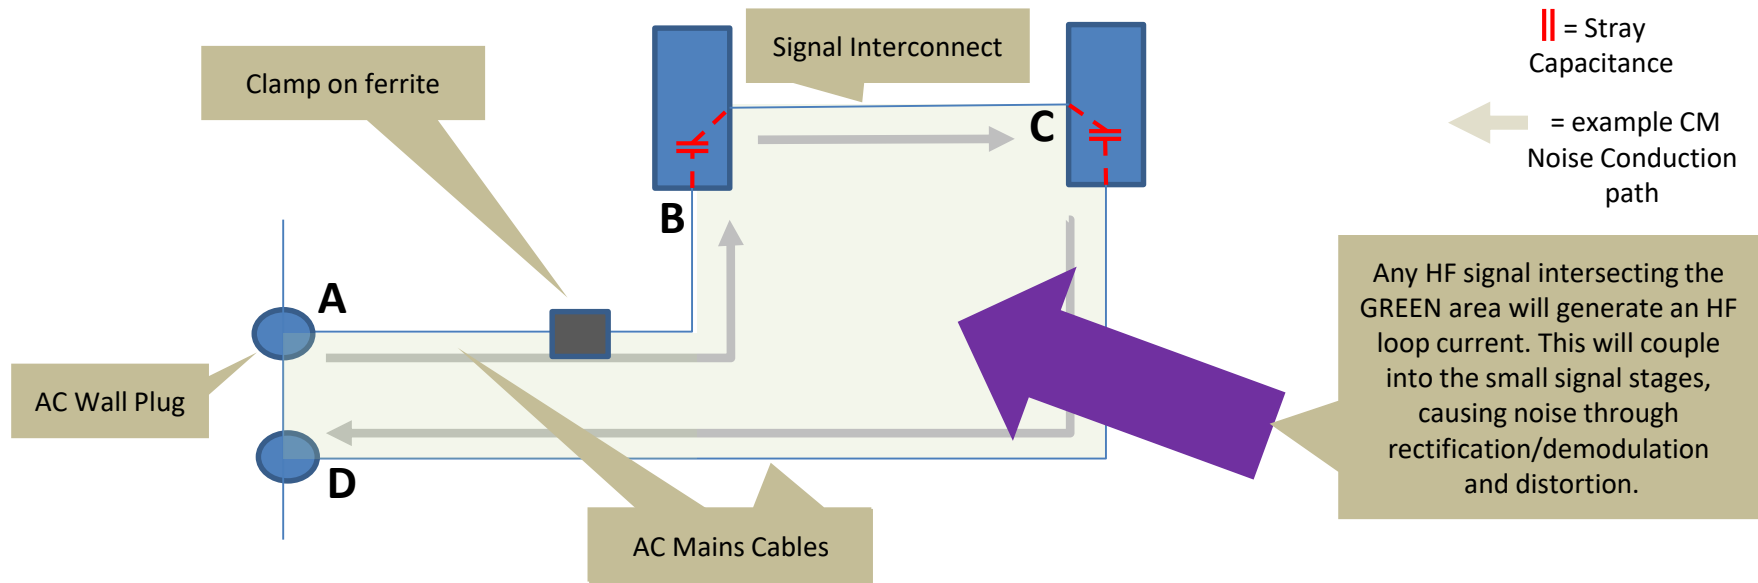 Signal Interconnect
Clamp on ferrite
= Stray
Capacitance
= example CM
Noise Conduction
path
C
B
A
AC Wall Plug
D
AC Mains Cables
Any HF signal intersecting the
GREEN area will generate an HF
loop current. This will couple
into the small signal stages,
causing noise through
rectification/demodulation
and distortion.